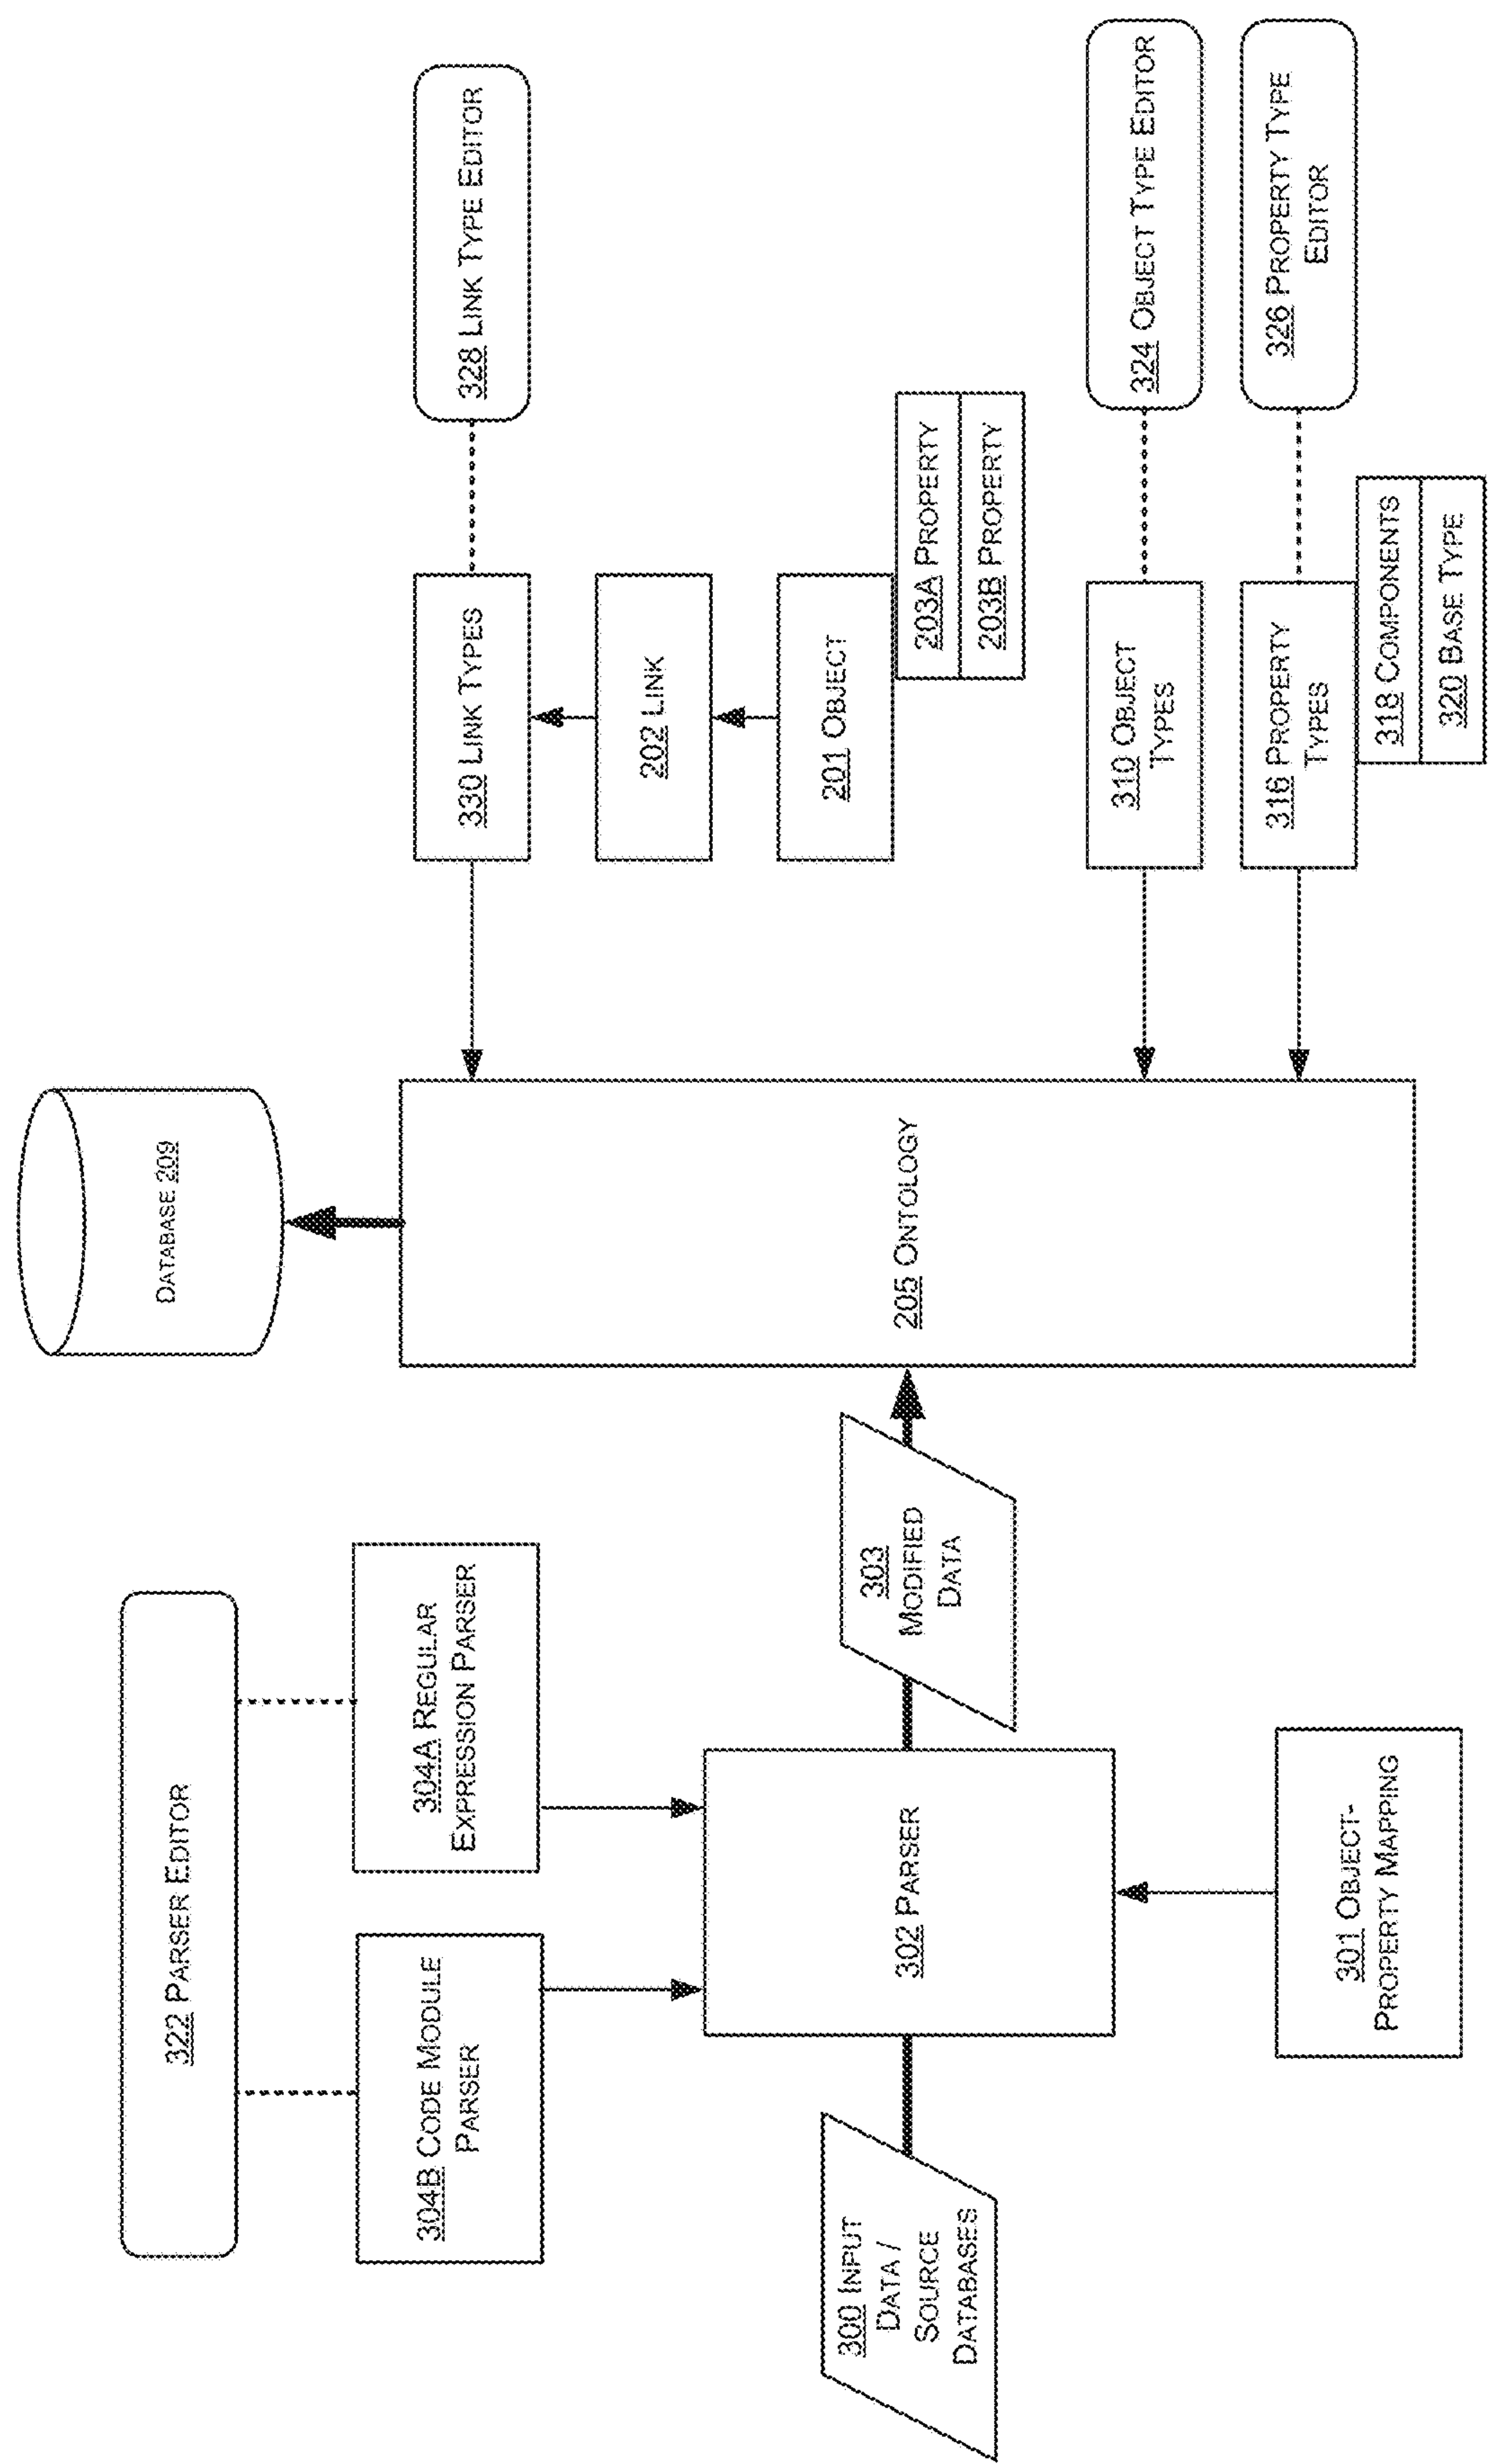 322 PARSER EDITOR
304B CODE MODULE
PARSER
304A REGULAR
EXPRESSION PARSER
300 INPUT
DATA /
SOURCE
DATABASES
302 PARSER
303
MODIFIED
DATA
301 OBJECT-
PROPERTY MAPPING
DATABASE 209
205 ONTOLOGY
330 LINK TYPES
328 LINK TYPE EDITOR
202 LINK
201 OBJECT
203A PROPERTY
203B PROPERTY
310 OBJECT
TYPES
324 OBJECT TYPE EDITOR
316 PROPERTY
TYPES
326 PROPERTY TYPE
EDITOR
318 COMPONENTS
320 BASE TYPE